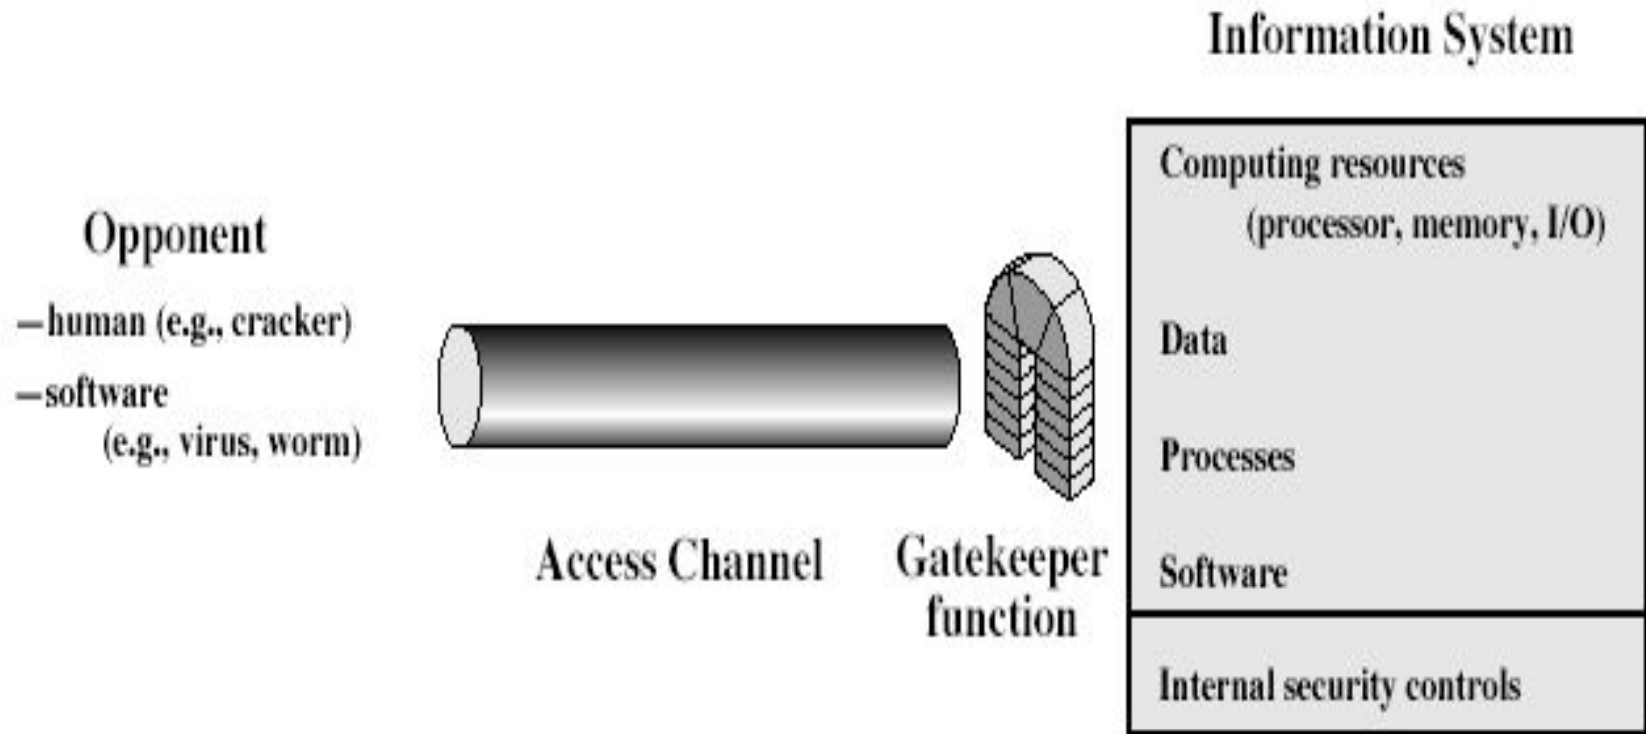 Information System
Opponent
—human (e.g., cracker)
—software
(e.g., virus, worm)
Access Channel
Gatekeeper
function
Computing resources
(processor, memory, I/O)
Data
Processes
Software
Internal security controls